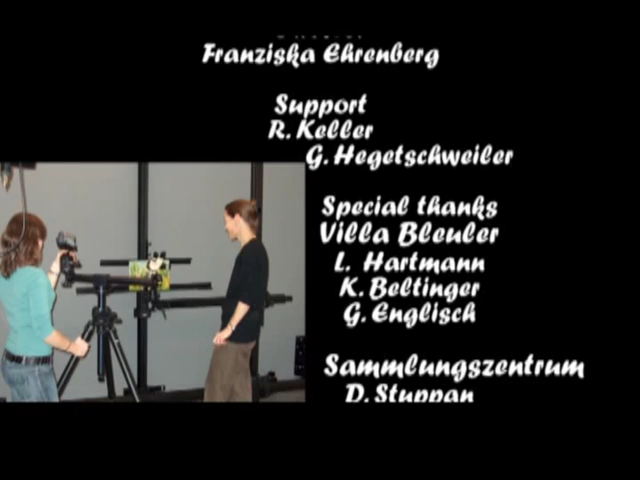 Franziska Ehrenberg
Support
R. Keller
G. Hegetschweiler
Special thanks
Villa Bleuler
L. Hartmann
K. Beltinger
G. Englisch
Sammlungszentrum
D. Stuppan